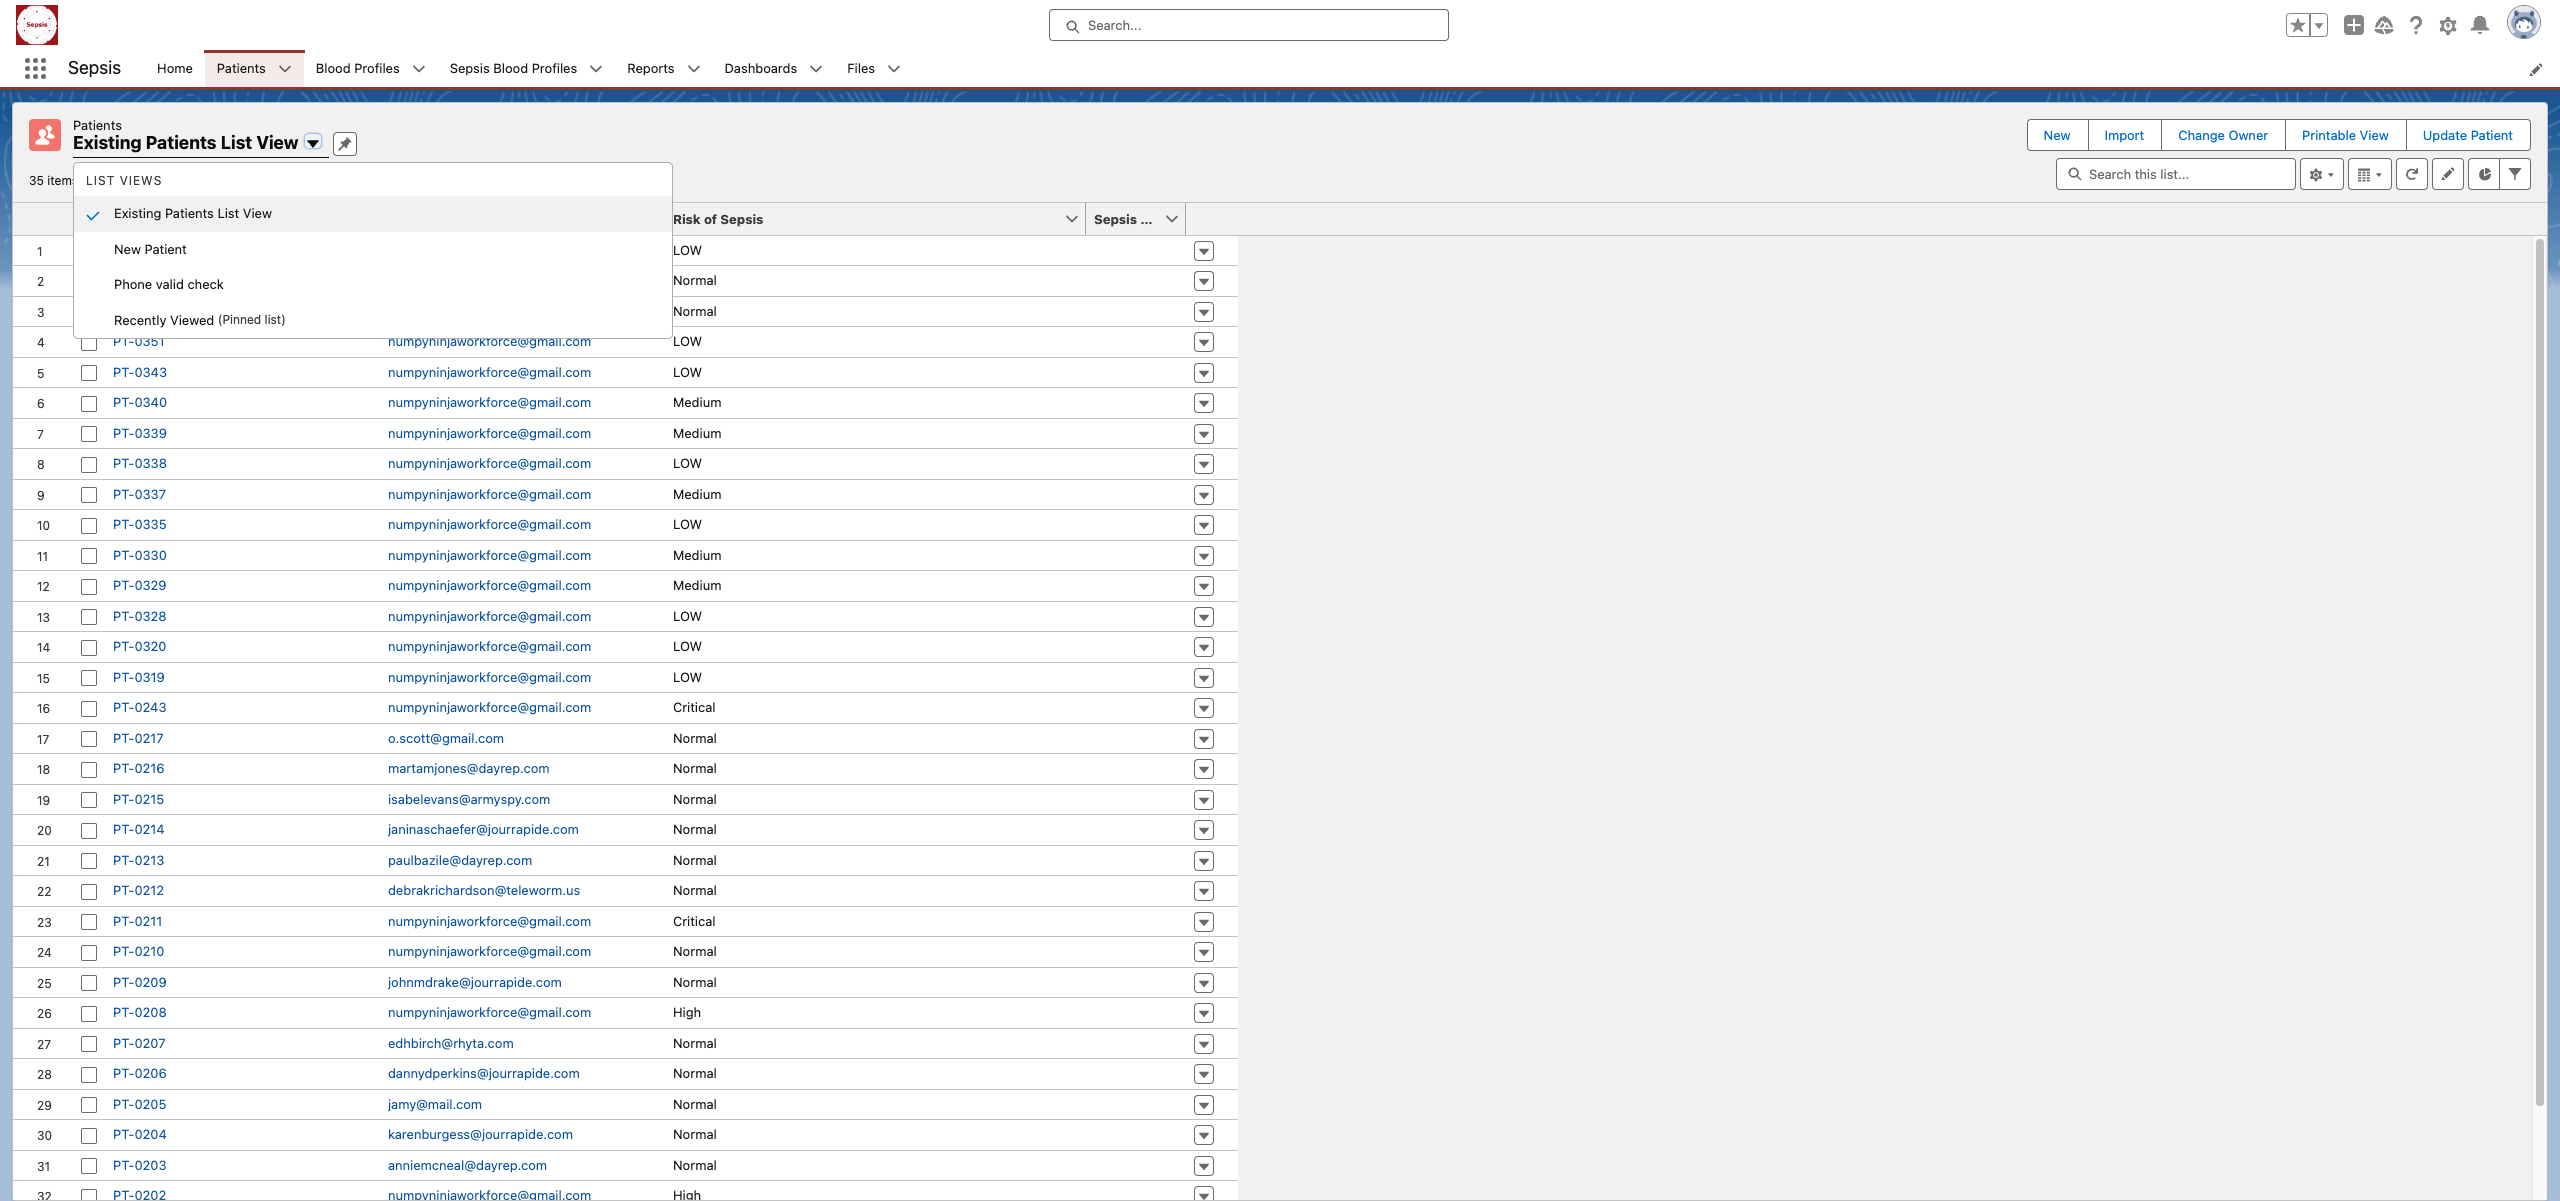 Sepsis
Search...
Sepsis Home Patients Blood Profiles Sepsis Blood Profiles Reports Dashboards Files
Patients
Existing Patients List View
New Import Change Owner Printable View Update Patient
35 items
Search this list...
LIST VIEWS
Existing Patients List View
New Patient
Phone valid check
Recently Viewed (Pinned list)
Risk of Sepsis Sepsis ...
1 LOW
2 Normal
3 Normal
4 PT-0351 numpyninjaworkforce@gmail.com LOW
5 PT-0343 numpyninjaworkforce@gmail.com LOW
6 PT-0340 numpyninjaworkforce@gmail.com Medium
7 PT-0339 numpyninjaworkforce@gmail.com Medium
8 PT-0338 numpyninjaworkforce@gmail.com LOW
9 PT-0337 numpyninjaworkforce@gmail.com Medium
10 PT-0335 numpyninjaworkforce@gmail.com LOW
11 PT-0330 numpyninjaworkforce@gmail.com Medium
12 PT-0329 numpyninjaworkforce@gmail.com Medium
13 PT-0328 numpyninjaworkforce@gmail.com LOW
14 PT-0320 numpyninjaworkforce@gmail.com LOW
15 PT-0319 numpyninjaworkforce@gmail.com LOW
16 PT-0243 numpyninjaworkforce@gmail.com Critical
17 PT-0217 o.scott@gmail.com Normal
18 PT-0216 martamjones@dayrep.com Normal
19 PT-0215 isabelevans@armyspy.com Normal
20 PT-0214 janinaschaefer@jourrapide.com Normal
21 PT-0213 paulbazile@dayrep.com Normal
22 PT-0212 debrakrichardson@teleworm.us Normal
23 PT-0211 numpyninjaworkforce@gmail.com Critical
24 PT-0210 numpyninjaworkforce@gmail.com Normal
25 PT-0209 johnmdrake@jourrapide.com Normal
26 PT-0208 numpyninjaworkforce@gmail.com High
27 PT-0207 edhbirch@rhyta.com Normal
28 PT-0206 dannydperkins@jourrapide.com Normal
29 PT-0205 jamy@mail.com Normal
30 PT-0204 karenburgess@jourrapide.com Normal
31 PT-0203 anniemcneal@dayrep.com Normal
32 PT-0202 numpyninjaworkforce@gmail.com High